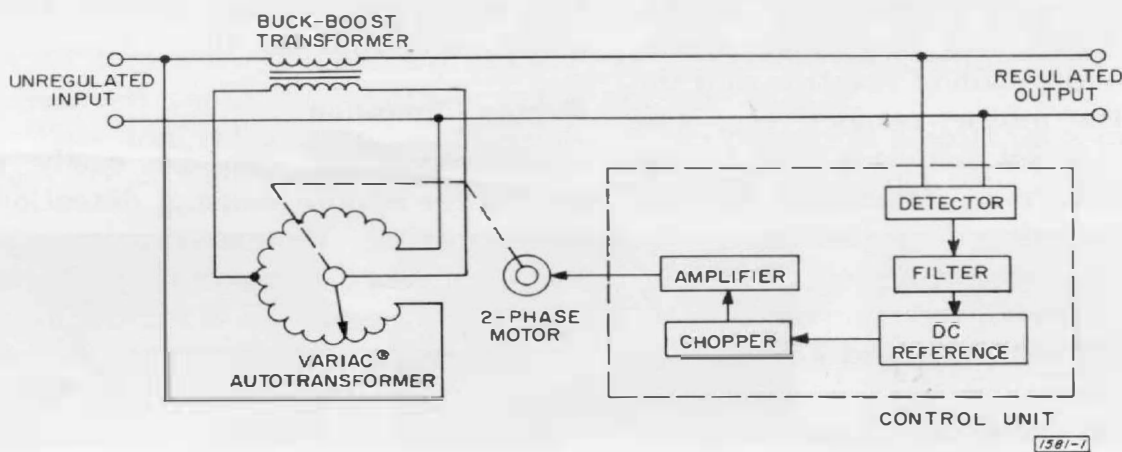 BUCK-BOOST
TRANSFORMER
UNREGULATED
INPUT
REGULATED
OUTPUT
DETECTOR
FILTER
DC
REFERENCE
AMPLIFIER
CHOPPER
2-PHASE
MOTOR
VARIAC®
AUTOTRANSFORMER
CONTROL UNIT
1581-1